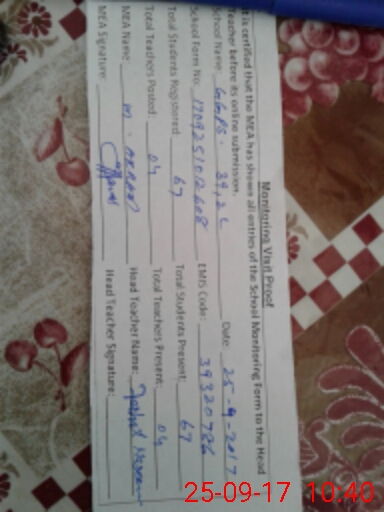 Monitoring Visit Proof
It is certified that the MEA has shown all entries of the School Monitoring Form to the Head
Teacher before its online submission.
School Name: GGPS. 39/2L Date: 25-9-2017
School Form No: EMIS Code: 39320786
Total Students Registered: 67 Total Students Present: 67
Total Teachers Posted: 04 Total Teachers Present: 04
MEA Name: M. Head Teacher Name:
MEA Signature: Head Teacher Signature:
25-09-17 10:40